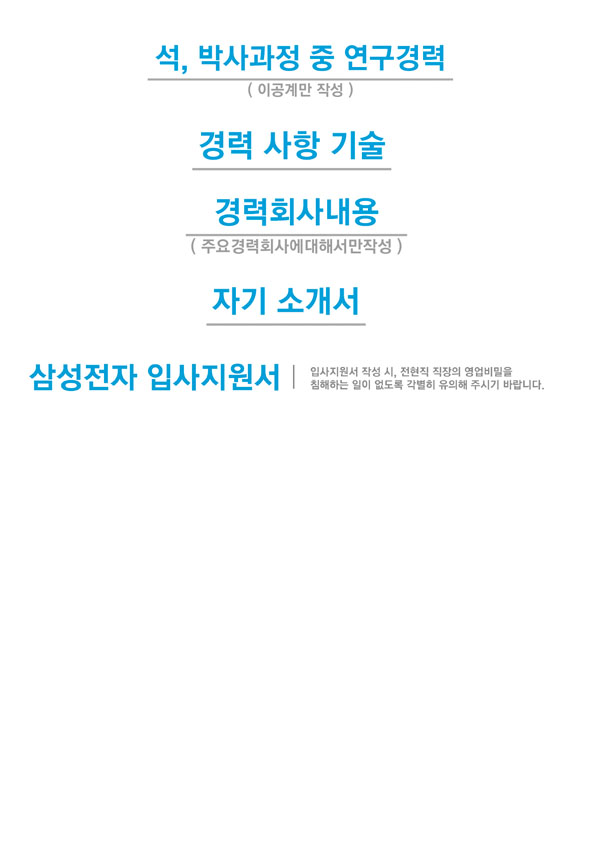 석, 박사과정 중 연구경력
( 이공계만 작성 )
경력 사항 기술
경력회사내용
( 주요경력회사에대해서만작성 )
자기 소개서
삼성전자 입사지원서
입사지원서 작성 시, 전현직 직장의 영업비밀을
침해하는 일이 없도록 각별히 유의해 주시기 바랍니다.